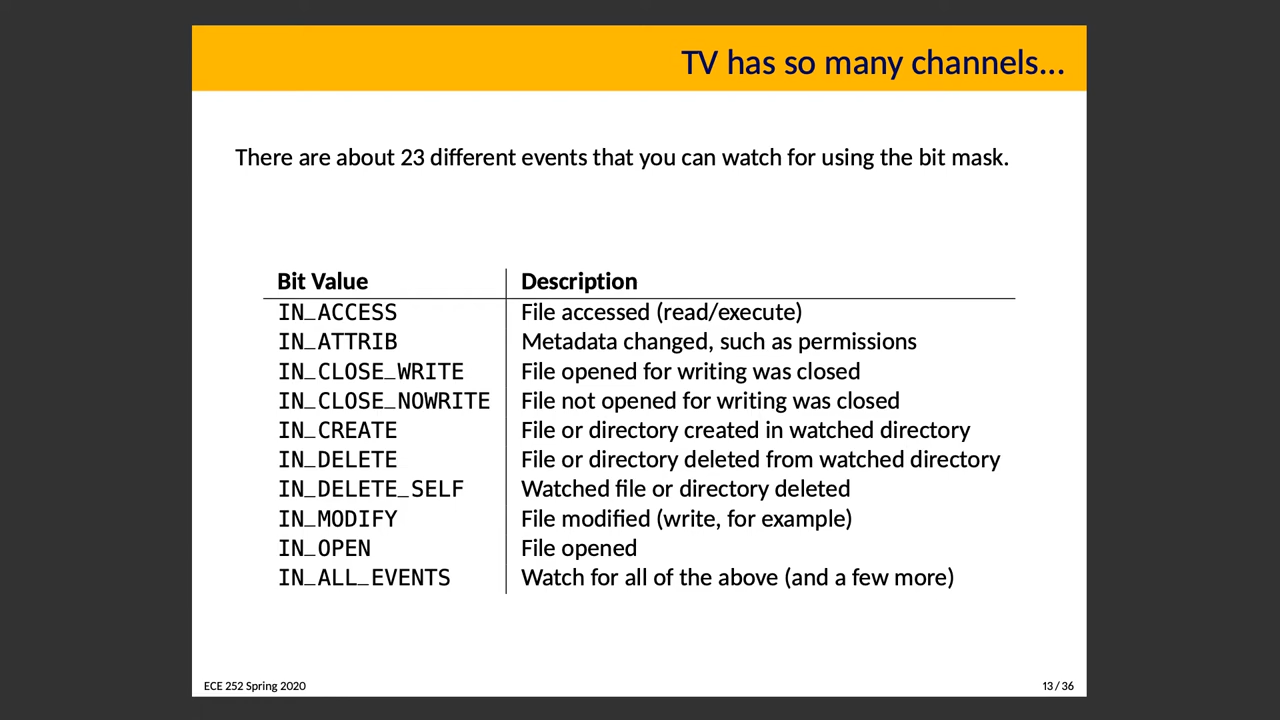 TV has so many channels...
There are about 23 different events that you can watch for using the bit mask.
Bit Value Description
IN_ACCESS File accessed (read/execute)
IN_ATTRIB Metadata changed, such as permissions
IN_CLOSE_WRITE File opened for writing was closed
IN_CLOSE_NOWRITE File not opened for writing was closed
IN_CREATE File or directory created in watched directory
IN_DELETE File or directory deleted from watched directory
IN_DELETE_SELF Watched file or directory deleted
IN_MODIFY File modified (write, for example)
IN_OPEN File opened
IN_ALL_EVENTS Watch for all of the above (and a few more)
ECE 252 Spring 2020 13 / 36